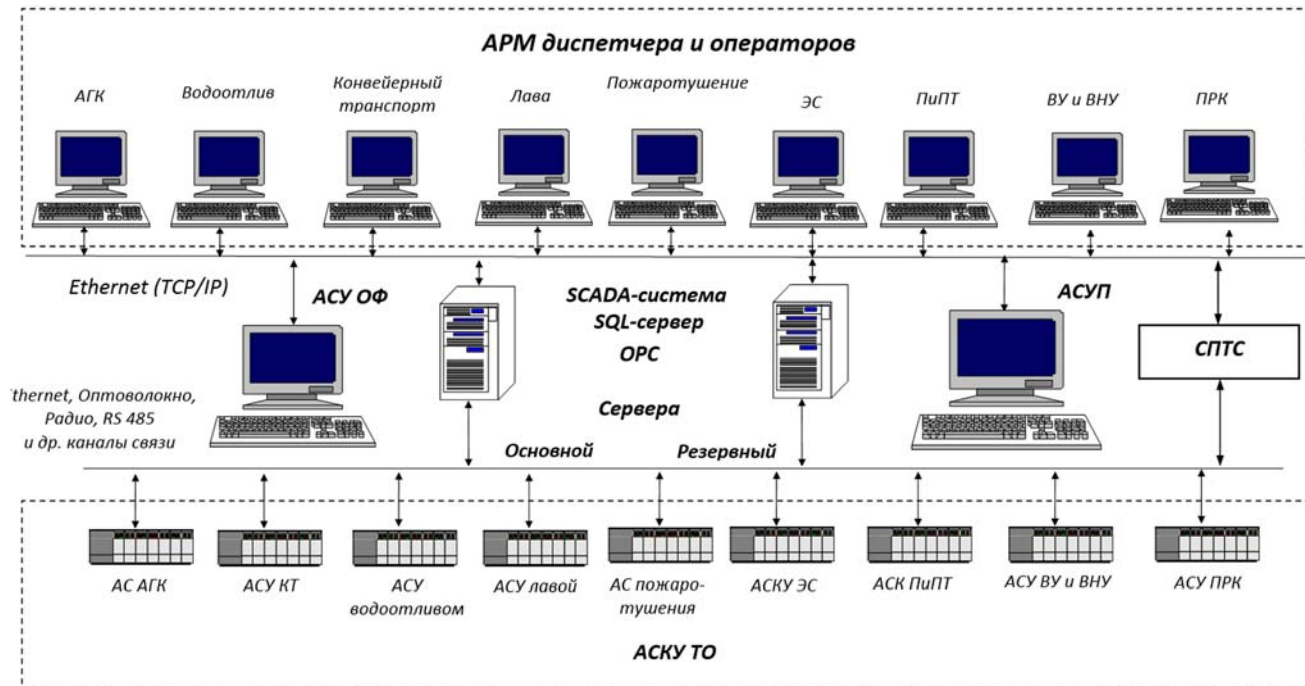 АРМ диспетчера и операторов
АГК
Водоотлив
Конвейерный
транспорт
Лава
Пожаротушение
ЭС
ПиПТ
ВУ и ВНУ
ПРК
Ethernet (TCP/IP)
АСУ ОФ
SCADA-система
SQL-сервер
OPC
АСУП
СПТС
thernet, Оптоволокно,
Радио, RS 485
и др. каналы связи
Сервера
Основной
Резервный
АС АГК
АСУ КТ
АСУ
водоотливом
АСУ лавой
АС пожаро-
тушения
АСКУ ЭС
АСК ПиПТ
АСУ ВУ и ВНУ
АСУ ПРК
АСКУ ТО